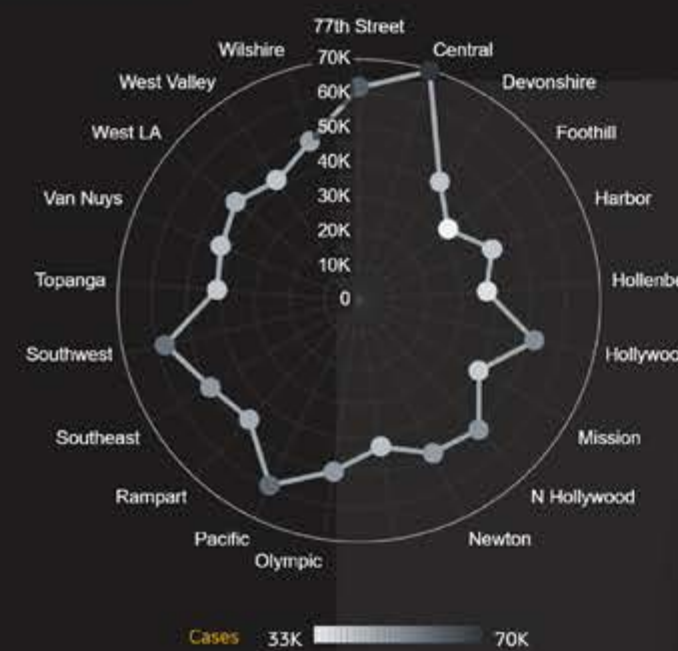 77th Street
Wilshire
Central
70K
West Valley
Devonshire
60K
West LA
50K
Foothill
40K
Van Nuys
30K
Harbor
20K
Topanga
10K
Hollenbe
0
Southwest
Hollywoo
Southeast
Mission
Rampart
N Hollywood
Pacific
Newton
Olympic
Cases 33K 70K